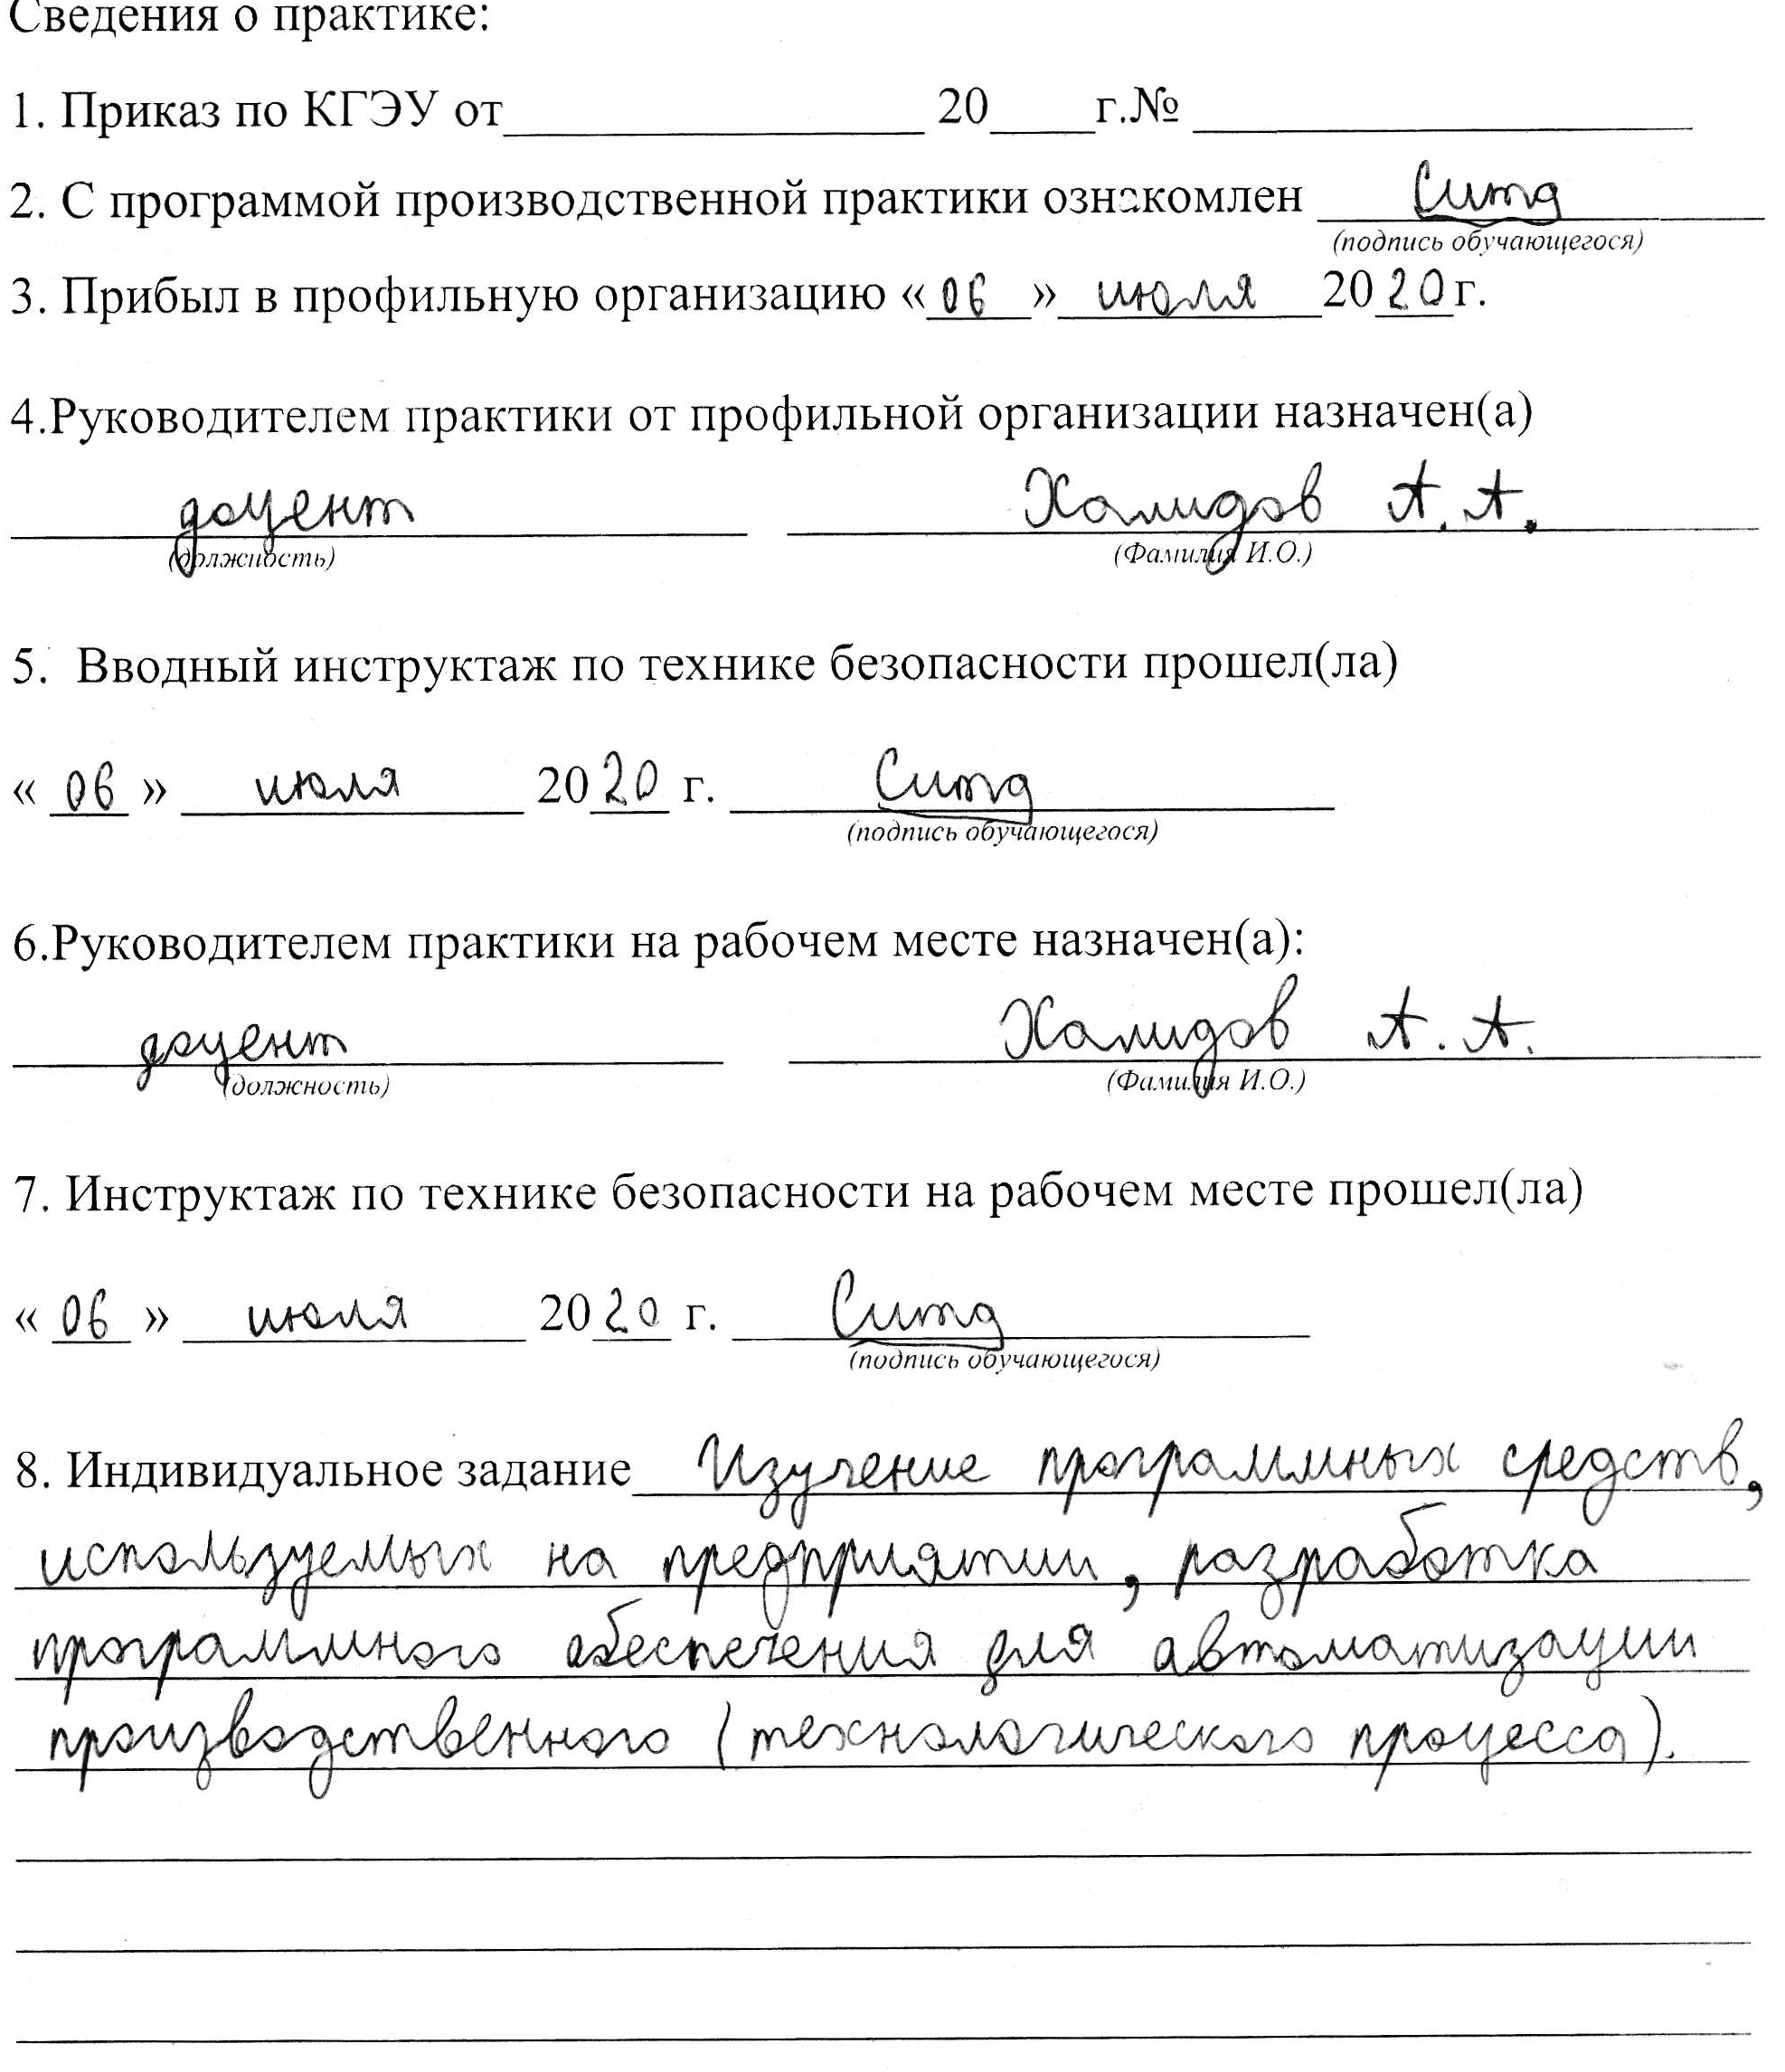 Сведения о практике:
1. Приказ по КГЭУ от 20 г.№
2. С программой производственной практики ознакомлен
(подпись обучающегося)
3. Прибыл в профильную организацию «06» июля 2020г.
4.Руководителем практики от профильной организации назначен(а)
доцент Халидов А.А.
(должность) (Фамилия И.О.)
5. Вводный инструктаж по технике безопасности прошел(ла)
«06» июля 2020 г.
(подпись обучающегося)
6.Руководителем практики на рабочем месте назначен(а):
доцент Халидов А.А.
(должность) (Фамилия И.О.)
7. Инструктаж по технике безопасности на рабочем месте прошел(ла)
«06» июля 2020 г.
(подпись обучающегося)
8. Индивидуальное задание Изучение программных средств,
используемых на предприятии, разработка
программного обеспечения для автоматизации
производственного (технологического процесса).